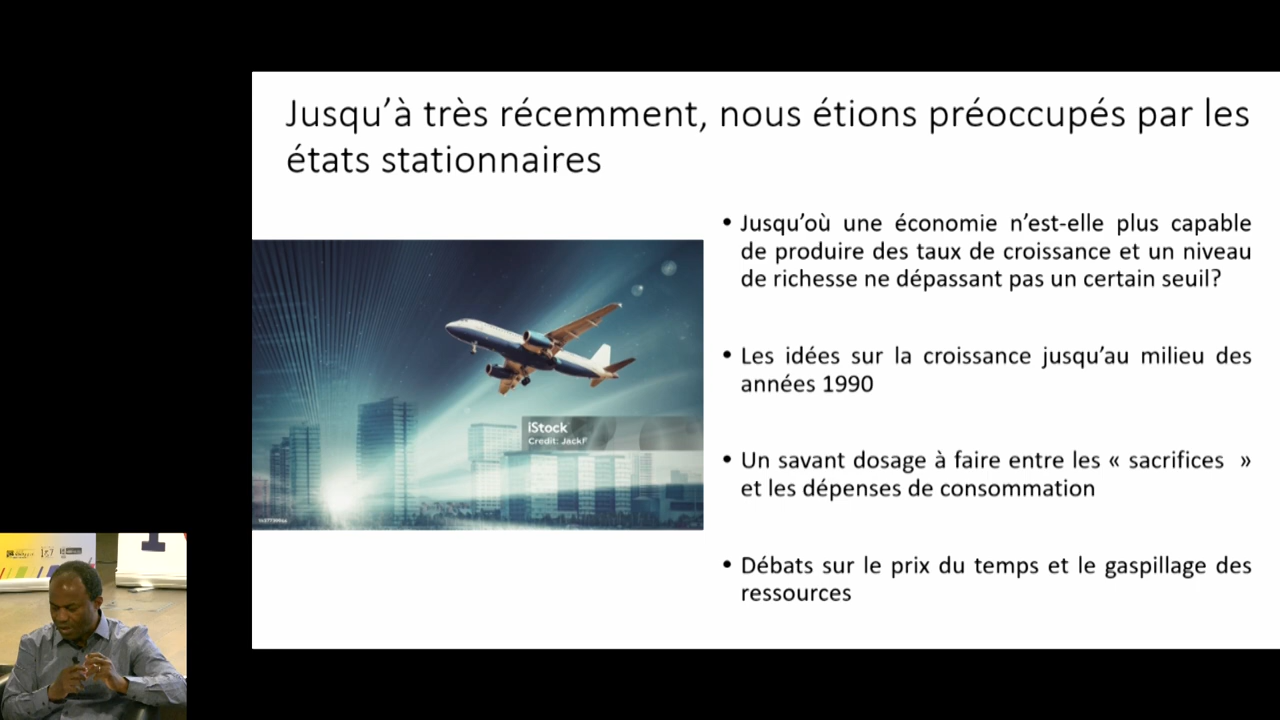 Jusqu’à très récemment, nous étions préoccupés par les
états stationnaires
• Jusqu’où une économie n’est-elle plus capable
de produire des taux de croissance et un niveau
de richesse ne dépassant pas un certain seuil?
• Les idées sur la croissance jusqu’au milieu des
années 1990
• Un savant dosage à faire entre les « sacrifices »
et les dépenses de consommation
• Débats sur le prix du temps et le gaspillage des
ressources
iStock
Credit: JackF